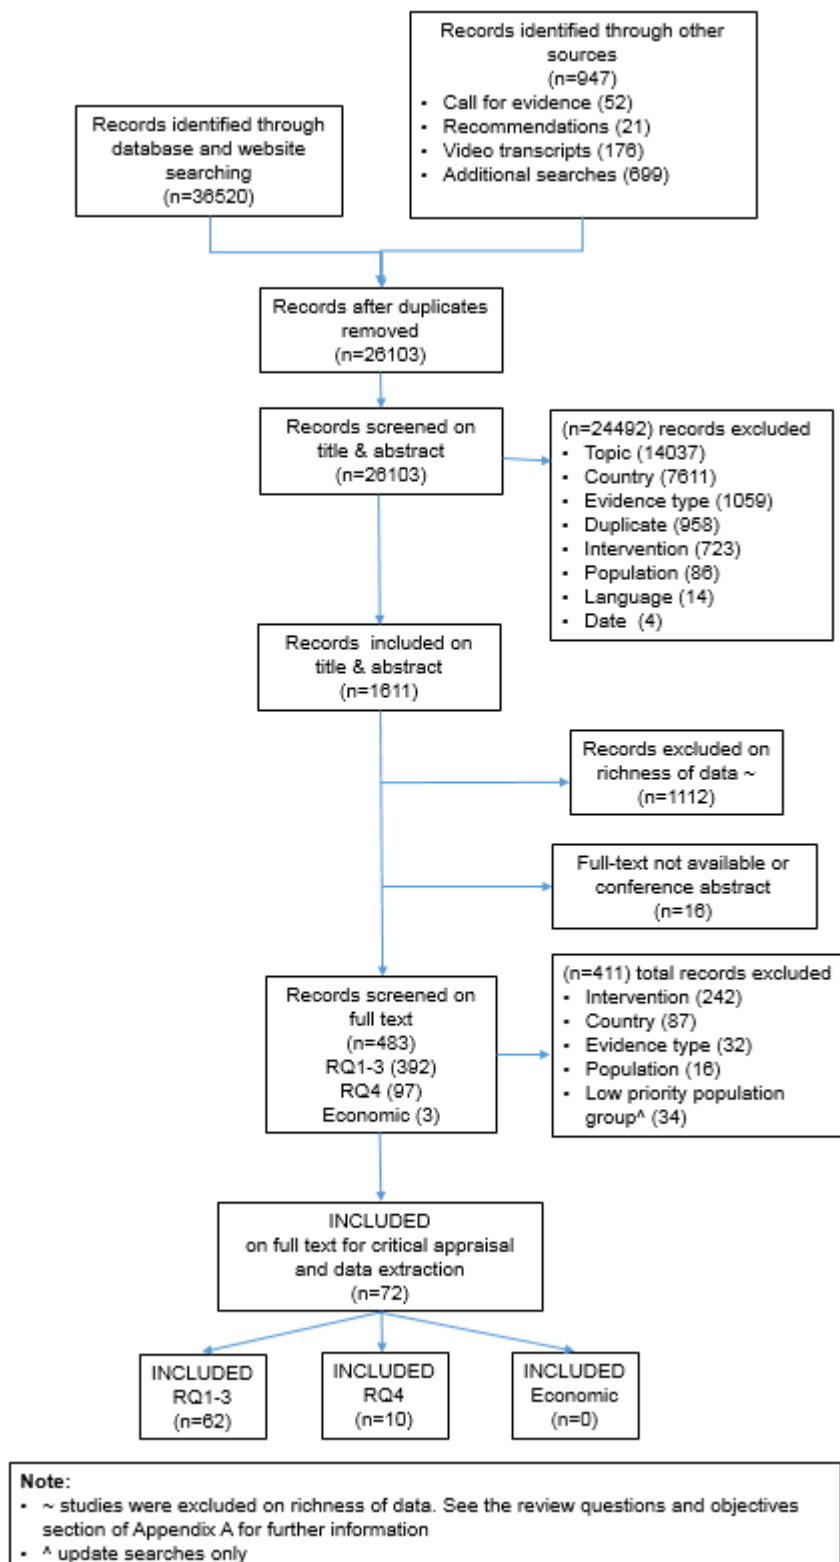 Records identified through other
sources
(n=947)
▪ Call for evidence (52)
▪ Recommendations (21)
▪ Video transcripts (176)
▪ Additional searches (699)
Records identified through
database and website
searching
(n=36520)
Records after duplicates
removed
(n=26103)
Records screened on
title & abstract
(n=26103)
(n=24492) records excluded
▪ Topic (14037)
▪ Country (7611)
▪ Evidence type (1059)
▪ Duplicate (958)
▪ Intervention (723)
▪ Population (86)
▪ Language (14)
▪ Date (4)
Records included on
title & abstract
(n=1611)
Records excluded on
richness of data ~
(n=1112)
Full-text not available or
conference abstract
(n=16)
Records screened on
full text
(n=483)
RQ1-3 (392)
RQ4 (97)
Economic (3)
(n=411) total records excluded
▪ Intervention (242)
▪ Country (87)
▪ Evidence type (32)
▪ Population (16)
▪ Low priority population
group^ (34)
INCLUDED
on full text for critical appraisal
and data extraction
(n=72)
INCLUDED
RQ1-3
(n=62)
INCLUDED
RQ4
(n=10)
INCLUDED
Economic
(n=0)
Note:
▪ ~ studies were excluded on richness of data. See the review questions and objectives
section of Appendix A for further information
▪ ^ update searches only